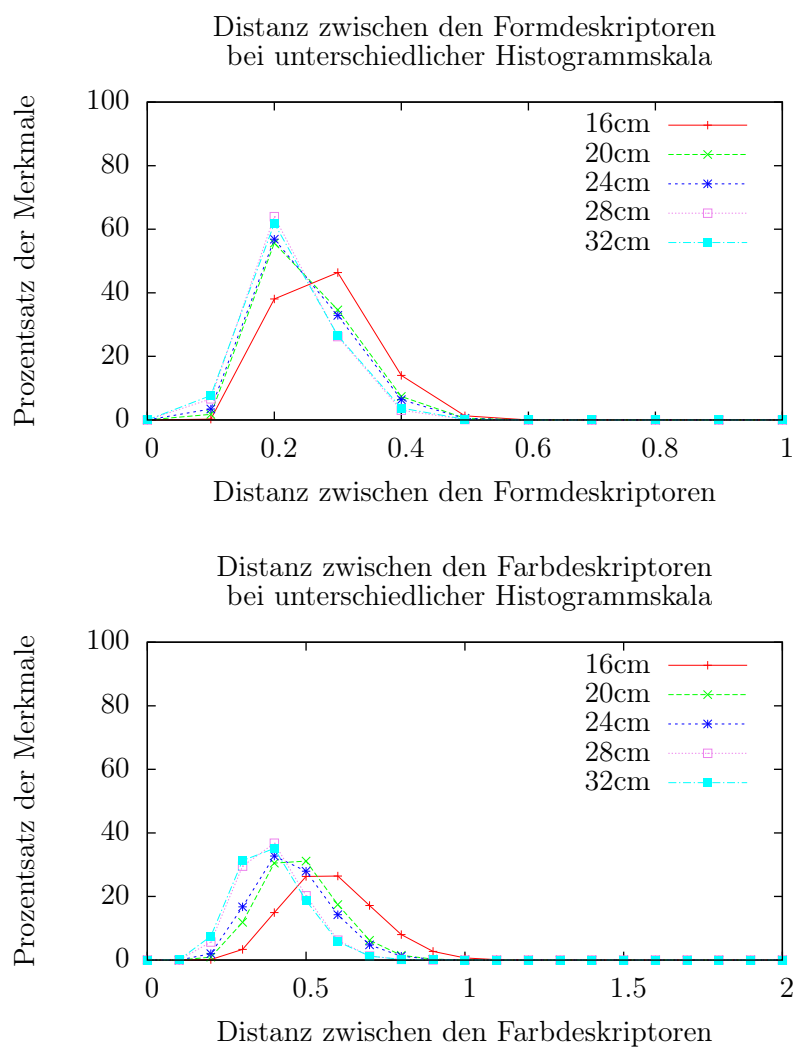 Distanz zwischen den Formdeskriptoren
bei unterschiedlicher Histogrammskala
100
80
60
40
20
0
Prozentsatz der Merkmale
16cm
20cm
24cm
28cm
32cm
0 0.2 0.4 0.6 0.8 1
Distanz zwischen den Formdeskriptoren
Distanz zwischen den Farbdeskriptoren
bei unterschiedlicher Histogrammskala
100
80
60
40
20
0
Prozentsatz der Merkmale
16cm
20cm
24cm
28cm
32cm
0 0.5 1 1.5 2
Distanz zwischen den Farbdeskriptoren